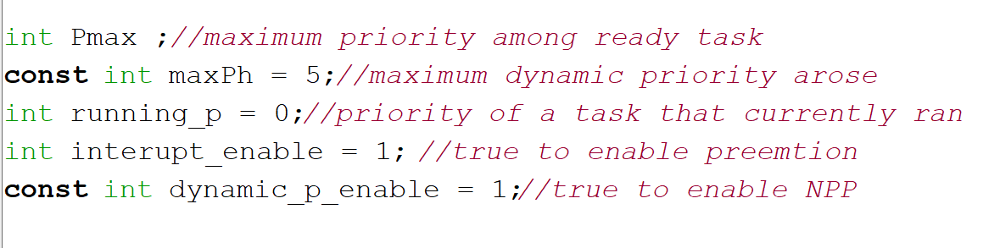 int Pmax ;//maximum priority among ready task
const int maxPh = 5;//maximum dynamic priority arose
int running_p = 0;//priority of a task that currently ran
int interupt_enable = 1; //true to enable preemtion
const int dynamic_p_enable = 1;//true to enable NPP